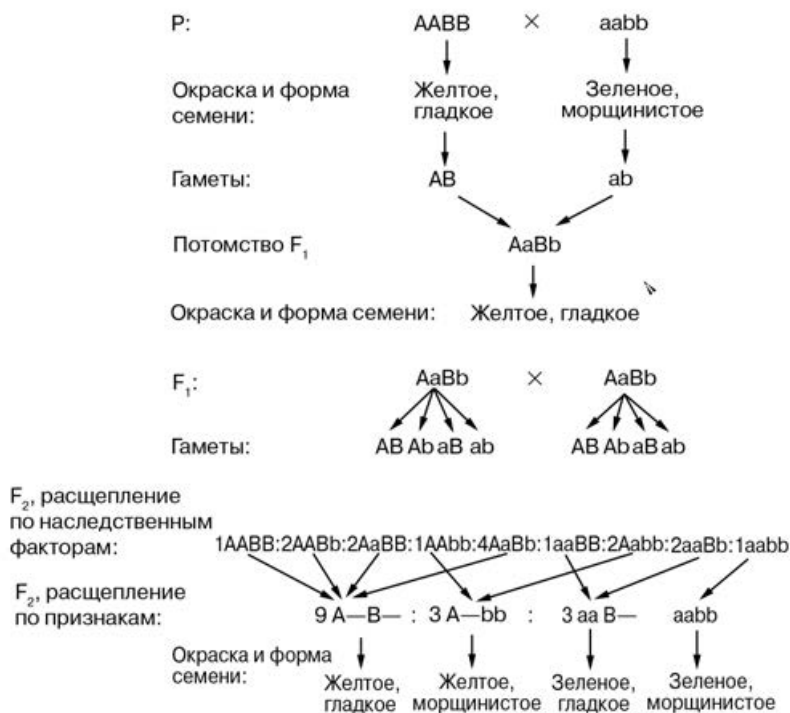 P: AABB × aabb
Окраска и форма Желтое, Зеленое,
семени: гладкое морщинистое
Гаметы: AB ab
Потомство F₁ AaBb
Окраска и форма семени: Желтое, гладкое
F₁: AaBb × AaBb
Гаметы: AB Ab aB ab AB Ab aB ab
F₂, расщепление
по наследственным
факторам: 1AABB:2AABb:2AaBB:1AAbb:4AaBb:1aaBB:2Aabb:2aaBb:1aabb
F₂, расщепление
по признакам: 9 A—B— : 3 A—bb : 3 aa B— aabb
Окраска и форма
семени: Желтое, Желтое, Зеленое, Зеленое,
гладкое морщинистое гладкое морщинистое